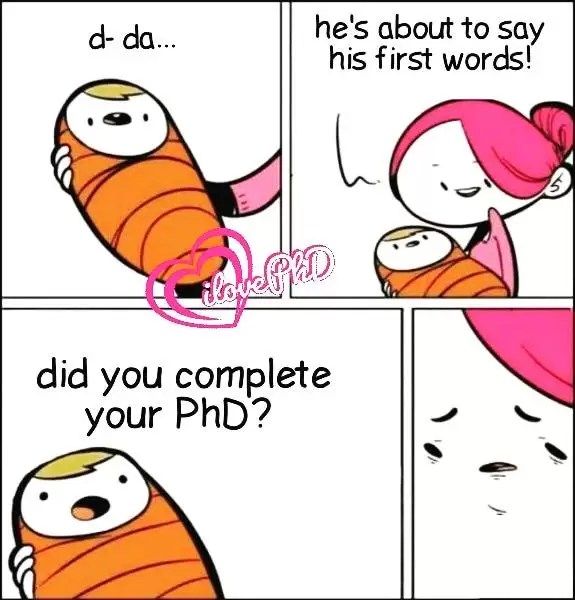 d- da...
he's about to say
his first words!
ilovePhD
did you complete
your PhD?